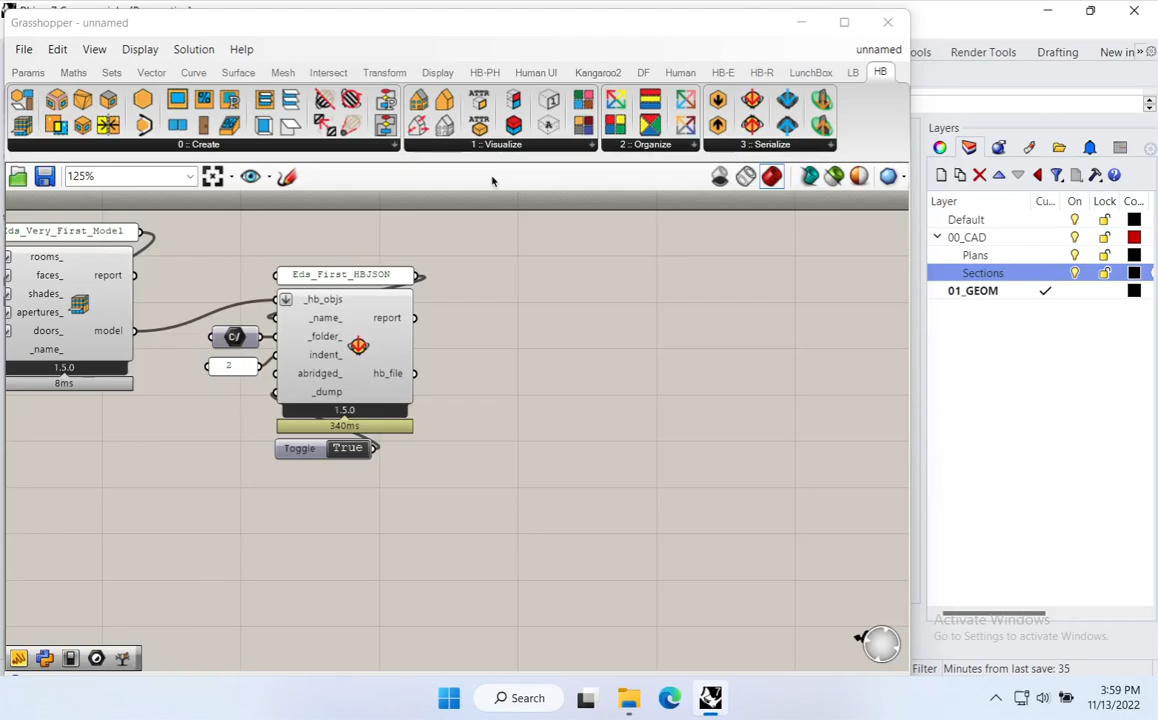 Grasshopper - unnamed
File Edit View Display Solution Help unnamed
Params Maths Sets Vector Curve Surface Mesh Intersect Transform Display HB-PH Human UI Kangaroo2 DF Human HB-E HB-R LunchBox LB HB
0 :: Create 1 :: Visualize 2 :: Organize 3 :: Serialize
125%
Eds_Very_First_Model
rooms_
faces_ report
shades_
apertures_
doors_ model
_name_
1.5.0
8ms
Eds_First_HBJSON
_hb_objs
_name_ report
_folder_
indent_
abridged_ hb_file
_dump
1.5.0
340ms
C/
2
Toggle True
ools Render Tools Drafting New in »
Layers
Layer Cu... On Lock Co...
Default
00_CAD
Plans
Sections
01_GEOM
Activate Windows
Go to Settings to activate Windows.
Filter Minutes from last save: 35
Search
3:59 PM
11/13/2022